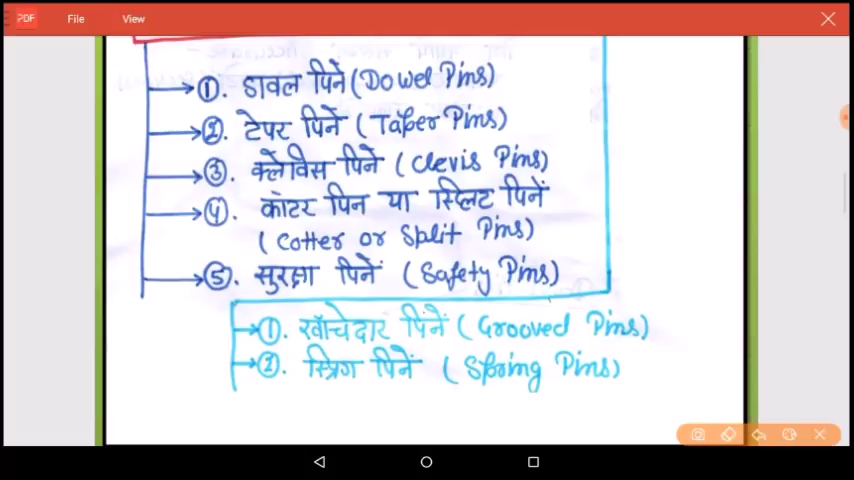 PDF File View
①. डावल पिनें (Dowel Pins)
②. टेपर पिनें (Taper Pins)
③. क्लेविस पिनें (Clevis Pins)
④. कॉटर पिन या स्प्लिट पिनें
(Cotter or Split Pins)
⑤. सुरक्षा पिनें (Safety Pins)
①. खाँचेदार पिनें (Grooved Pins)
②. स्प्रिंग पिनें (Spring Pins)